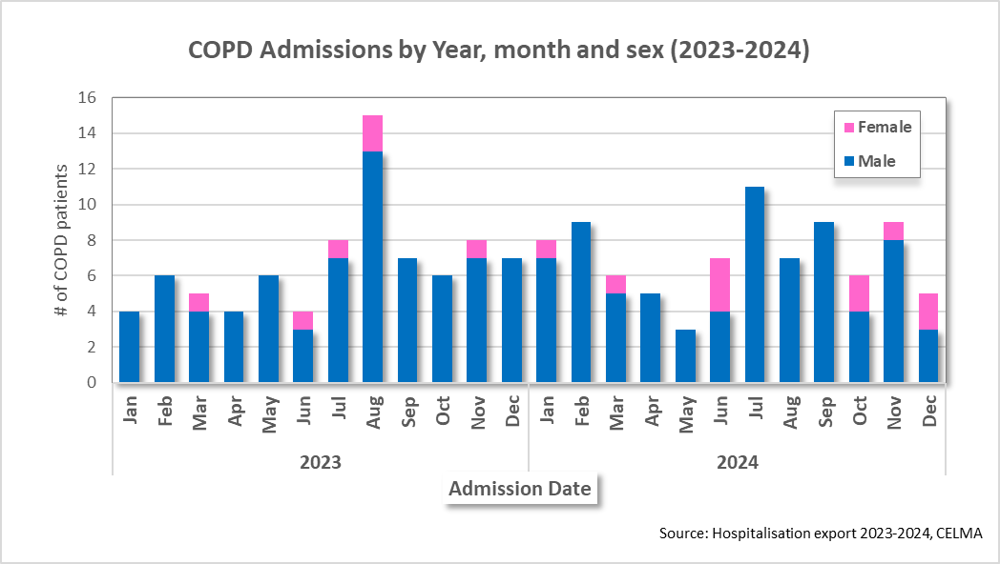 COPD Admissions by Year, month and sex (2023-2024)
# of COPD patients
16
14
12
10
8
6
4
2
0
Female
Male
Jan
Feb
Mar
Apr
May
Jun
Jul
Aug
Sep
Oct
Nov
Dec
Jan
Feb
Mar
Apr
May
Jun
Jul
Aug
Sep
Oct
Nov
Dec
2023
2024
Admission Date
Source: Hospitalisation export 2023-2024, CELMA